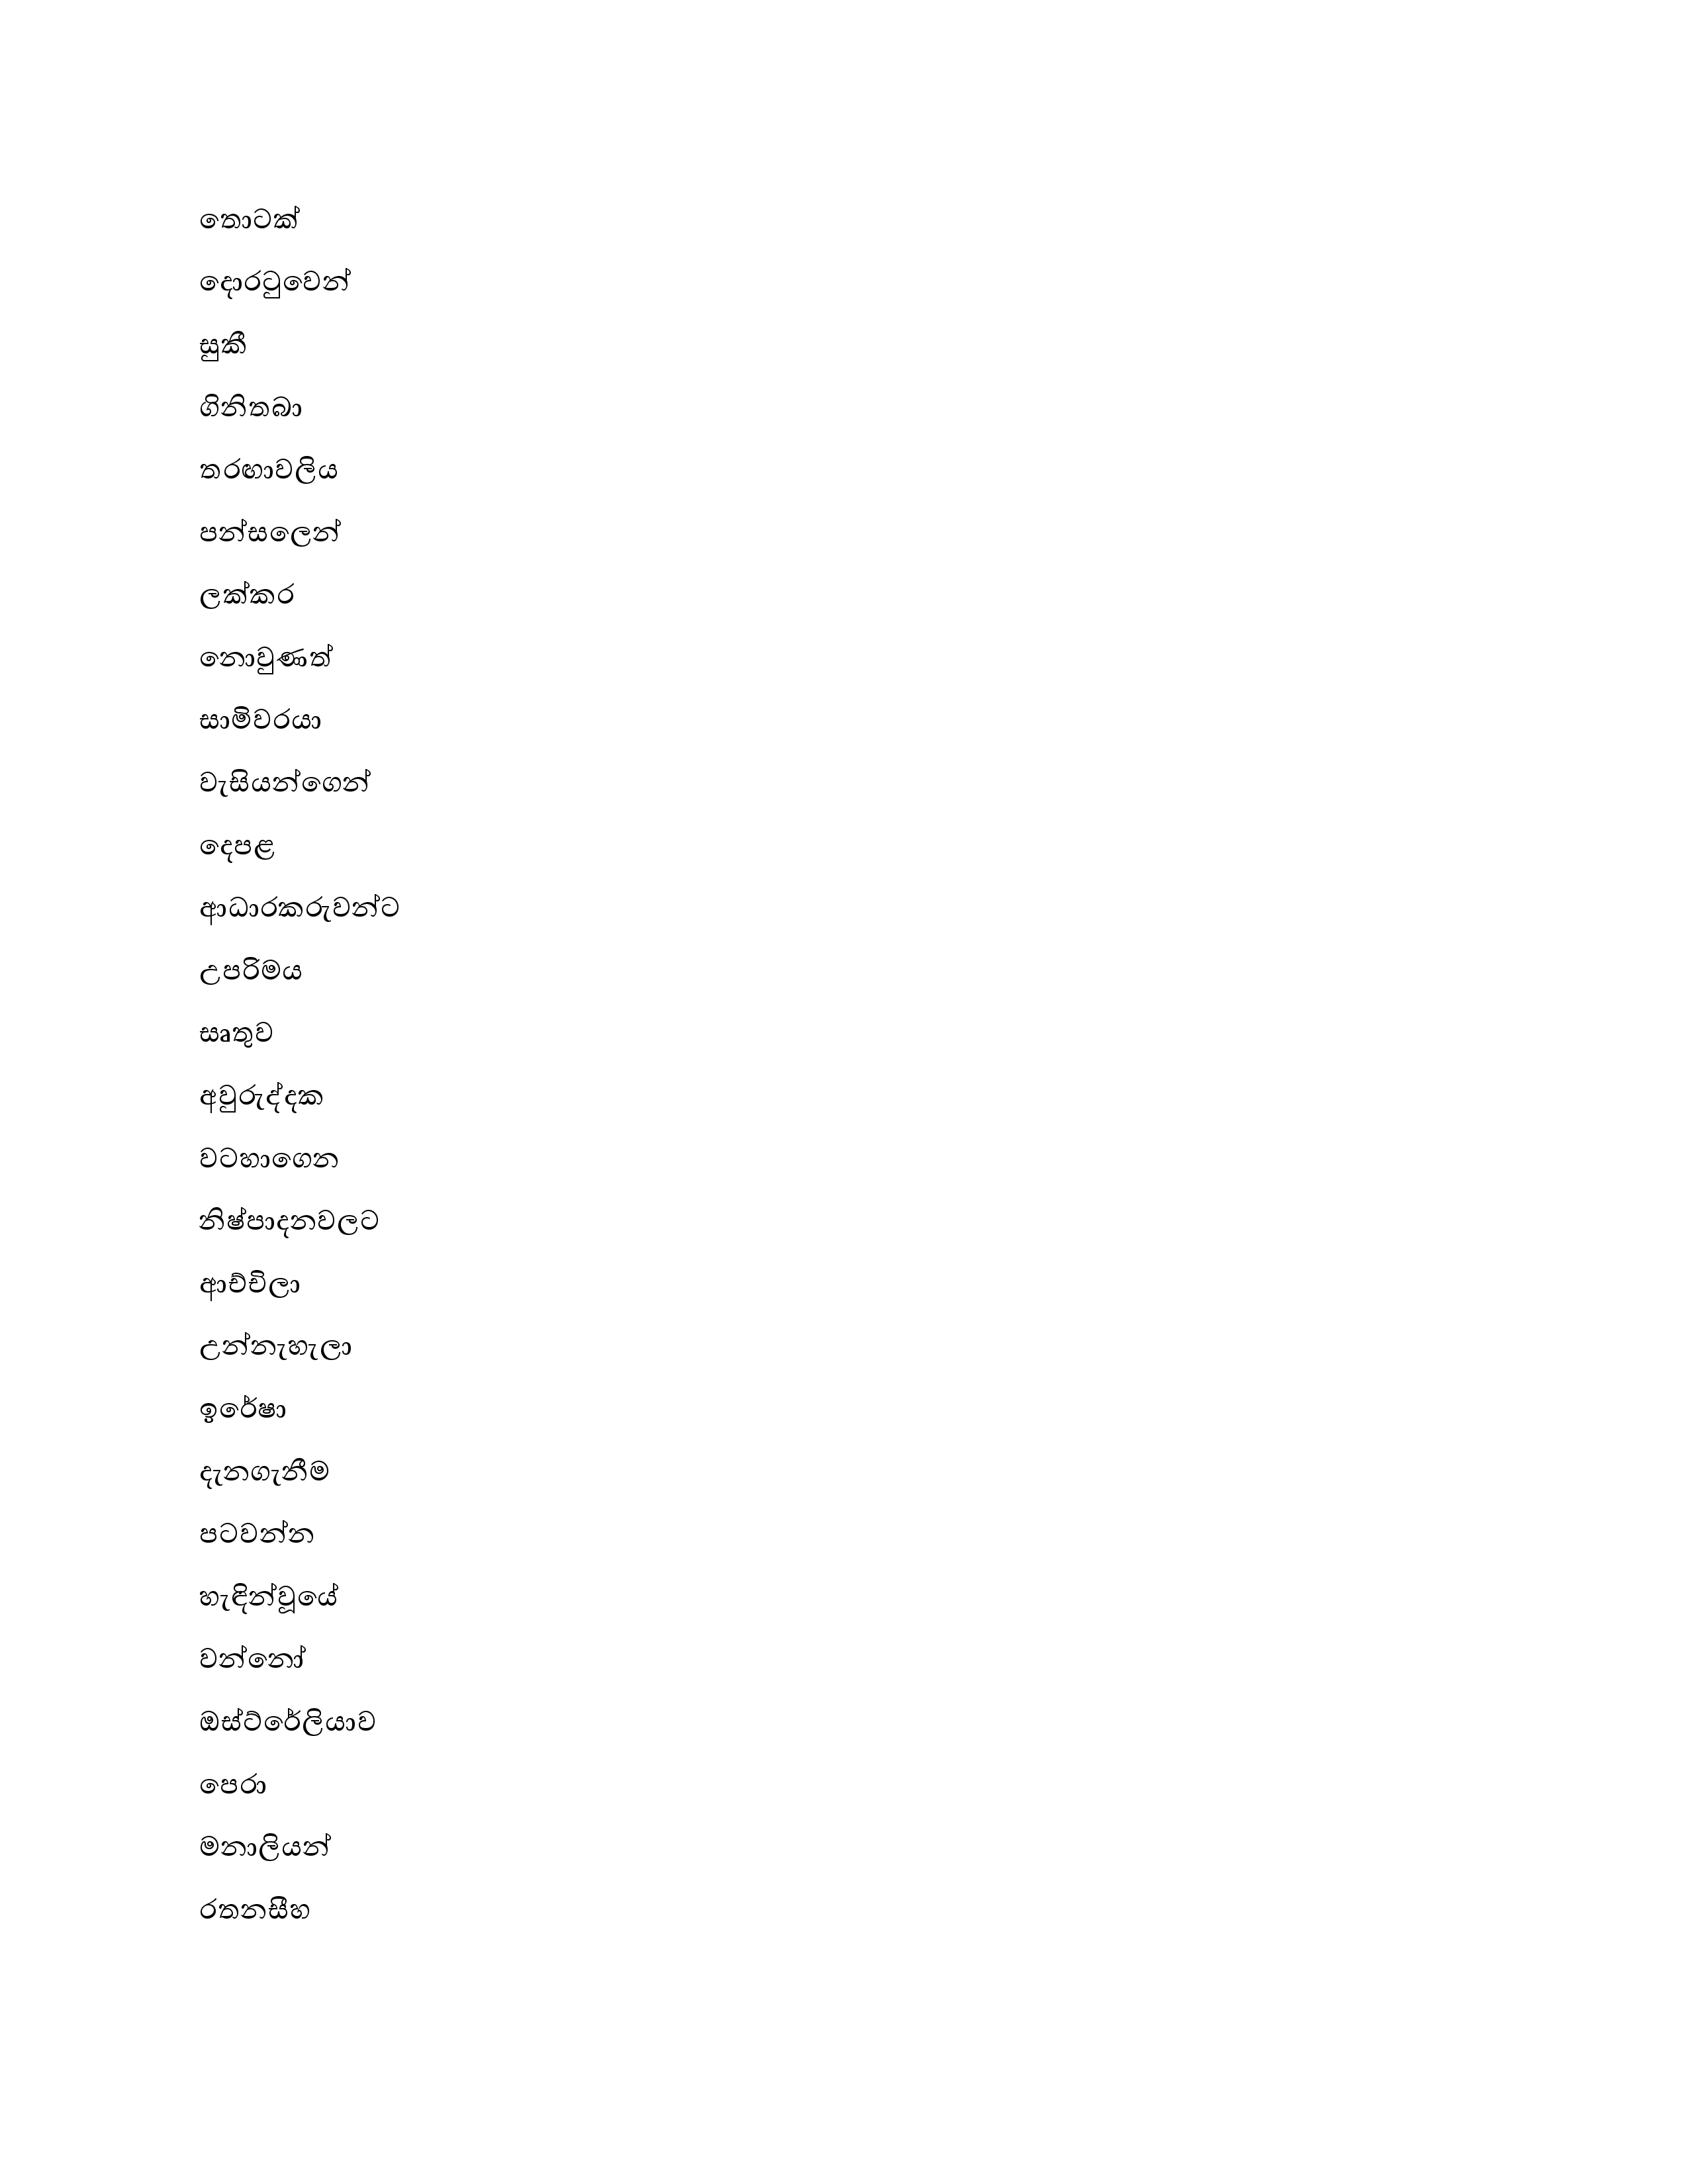 තොටක්
දොරටුවෙන්
සුකී
ගිනිතබා
තරඟාවලිය
පන්සලෙන්
ලක්කර
නොවුණත්
සාමිවරයා
වැසියන්ගෙන්
දෙපළ
ආධාරකරුවන්ට
උපරිමය
සෘතුව
අවුරුද්දක
වටහාගෙන
නිෂ්පාදනවලට
ආච්චිලා
උන්නැහැලා
ඉරේෂා
දැනගැනීම
පටවන්න
හැඳින්වූයේ
වන්නෝ
ඔස්ට්රේලියාව
පෙරා
මනාලියන්
රතනසීහ